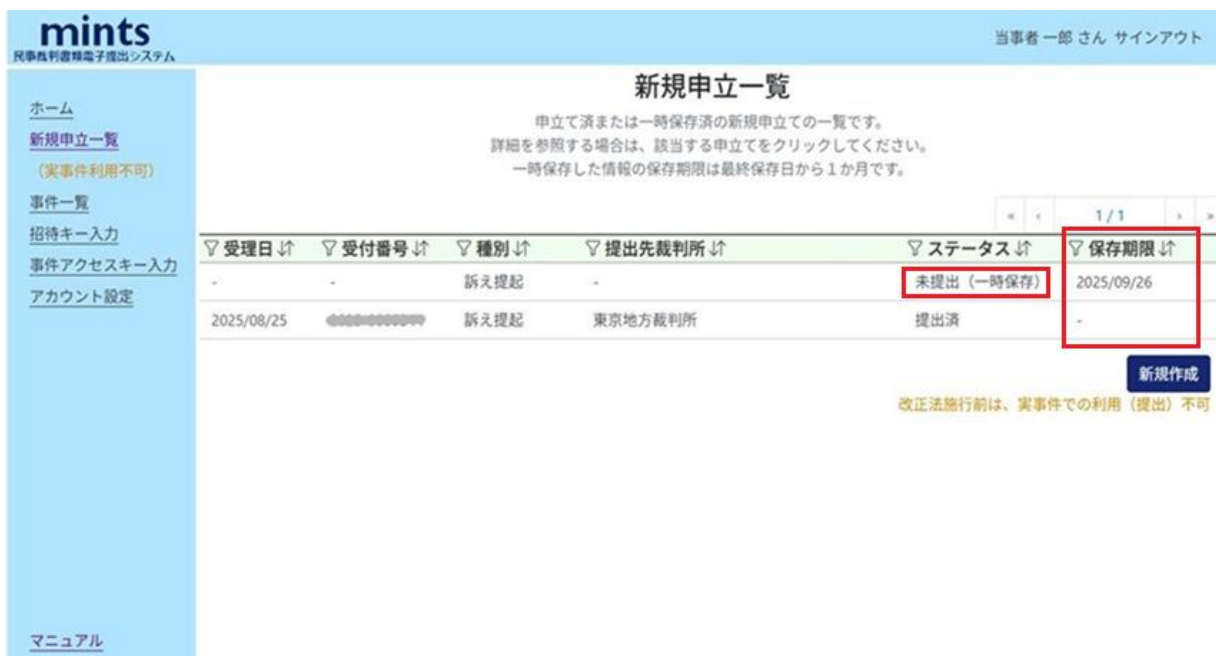 mints
民事裁判書類電子提出システム
当事者 一郎 さん サインアウト
ホーム
新規申立一覧
（実事件利用不可）
事件一覧
招待キー入力
事件アクセスキー入力
アカウント設定
マニュアル
新規申立一覧
申立て済または一時保存済の新規申立ての一覧です。
詳細を参照する場合は、該当する申立てをクリックしてください。
一時保存した情報の保存期限は最終保存日から１か月です。
« ‹ 1 / 1 › »
受理日 受付番号 種別 提出先裁判所 ステータス 保存期限
- - 訴え提起 - 未提出（一時保存） 2025/09/26
2025/08/25 訴え提起 東京地方裁判所 提出済 -
新規作成
改正法施行前は、実事件での利用（提出）不可